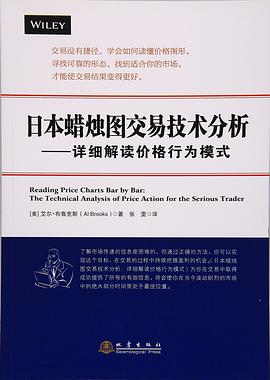 WILEY
交易没有捷径，学会如何读懂价格图形，
寻找可靠的形态，找到适合你的市场，
才能使交易结果变得更好。
日本蜡烛图交易技术分析
——详细解读价格行为模式
Reading Price Charts Bar by Bar:
The Technical Analysis of Price Action for the Serious Trader
[美] 艾尔·布鲁克斯（Al Brooks）著 张 雯 译
了解市场传递的信息是困难的，但通过正确的方法，你可以实
现这个目标，在交易的过程中持续把握盈利的机会。《日本蜡烛
图交易技术分析：详细解读价格行为模式》为你在交易中取得
成功提供了所有的有效信息，将会使你在当今波动剧烈的市场
中的绝大部分时间里处于最佳位置。
地震出版社
Seismological Press